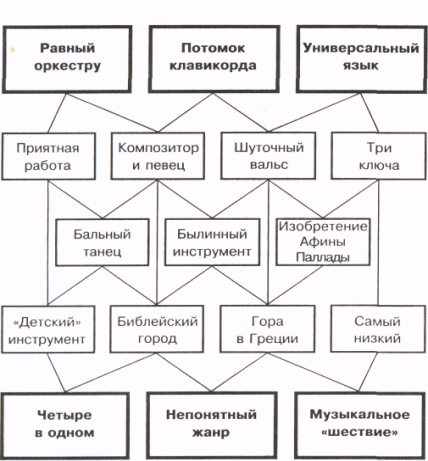 Равный
оркестру
Потомок
клавикорда
Универсальный
язык
Приятная
работа
Композитор
и певец
Шуточный
вальс
Три
ключа
Бальный
танец
Былинный
инструмент
Изобретение
Афины
Паллады
«Детский»
инструмент
Библейский
город
Гора
в Греции
Самый
низкий
Четыре
в одном
Непонятный
жанр
Музыкальное
«шествие»